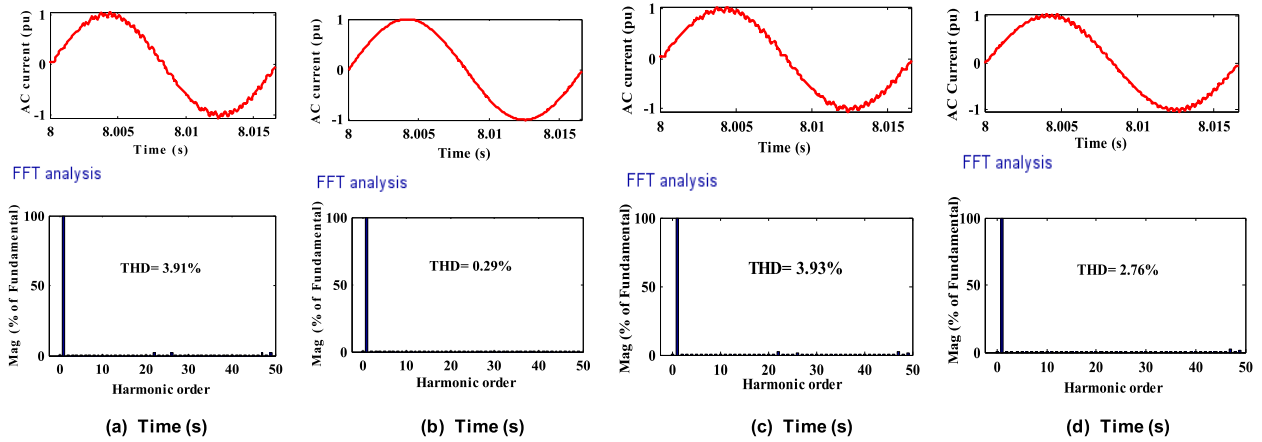 AC current (pu)
1
0
-1
8
8.005
8.01
8.015
Time (s)
FFT analysis
Mag (% of Fundamental)
100
50
0
THD= 3.91%
0
10
20
30
40
50
Harmonic order
(a) Time (s)
AC current (pu)
1
0
-1
8
8.005
8.01
8.015
Time (s)
FFT analysis
Mag (% of Fundamental)
100
50
0
THD= 0.29%
0
10
20
30
40
50
Harmonic order
(b) Time (s)
AC current (pu)
1
0
-1
8
8.005
8.01
8.015
Time (s)
FFT analysis
Mag (% of Fundamental)
100
50
0
THD= 3.93%
0
10
20
30
40
50
Harmonic order
(c) Time (s)
AC Current (pu)
1
0
-1
8
8.005
8.01
8.015
Time (s)
FFT analysis
Mag (% of Fundamental)
100
50
0
THD= 2.76%
0
10
20
30
40
50
Harmonic order
(d) Time (s)